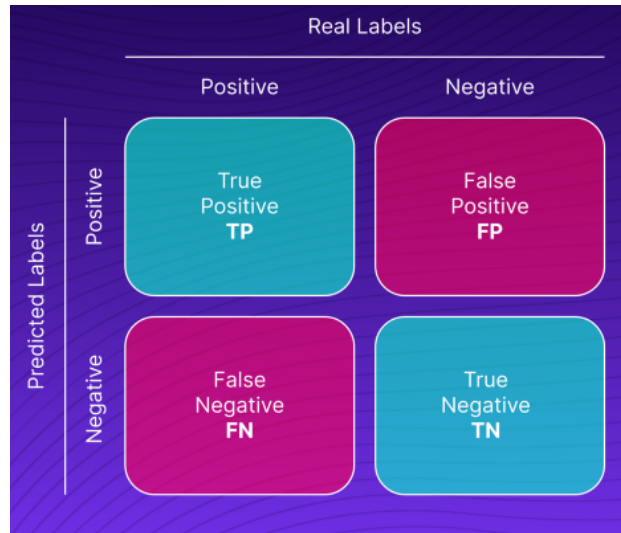 Real Labels
Positive
Negative
Predicted Labels
Positive
True
Positive
TP
False
Positive
FP
Negative
False
Negative
FN
True
Negative
TN